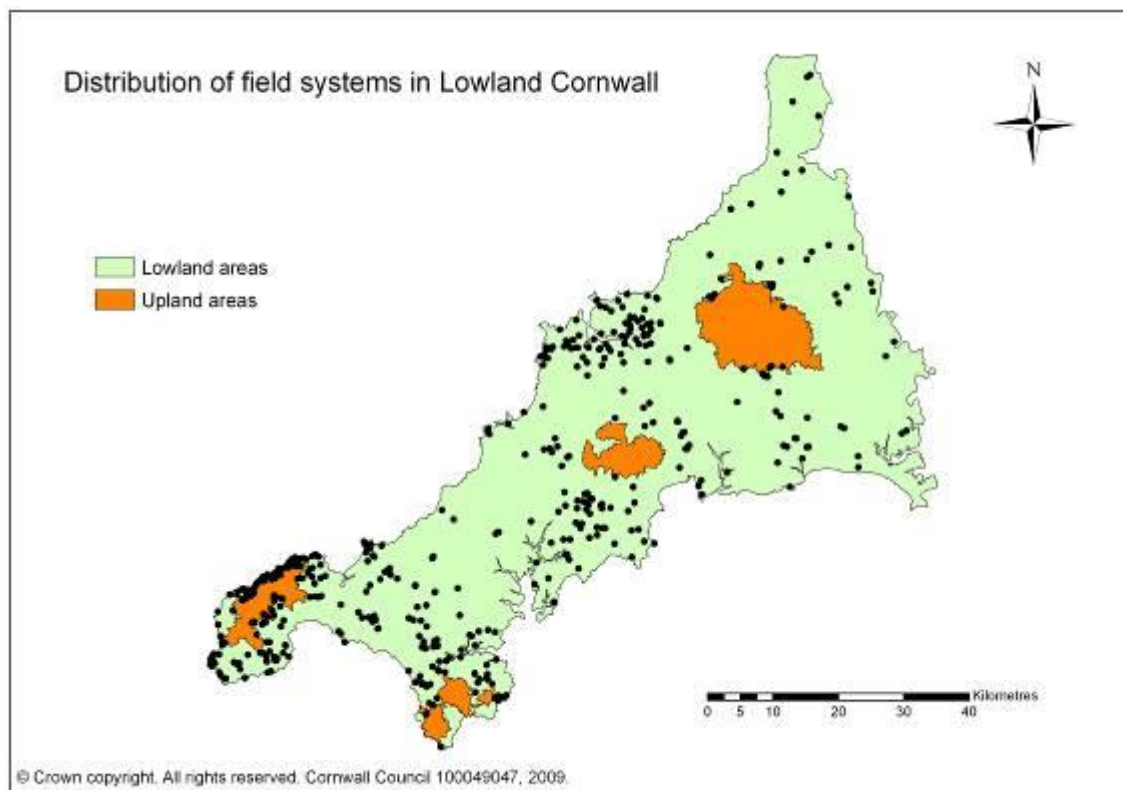 Distribution of field systems in Lowland Cornwall
N
Lowland areas
Upland areas
Kilometres
0 5 10 20 30 40
© Crown copyright. All rights reserved. Cornwall Council 100049047, 2009.